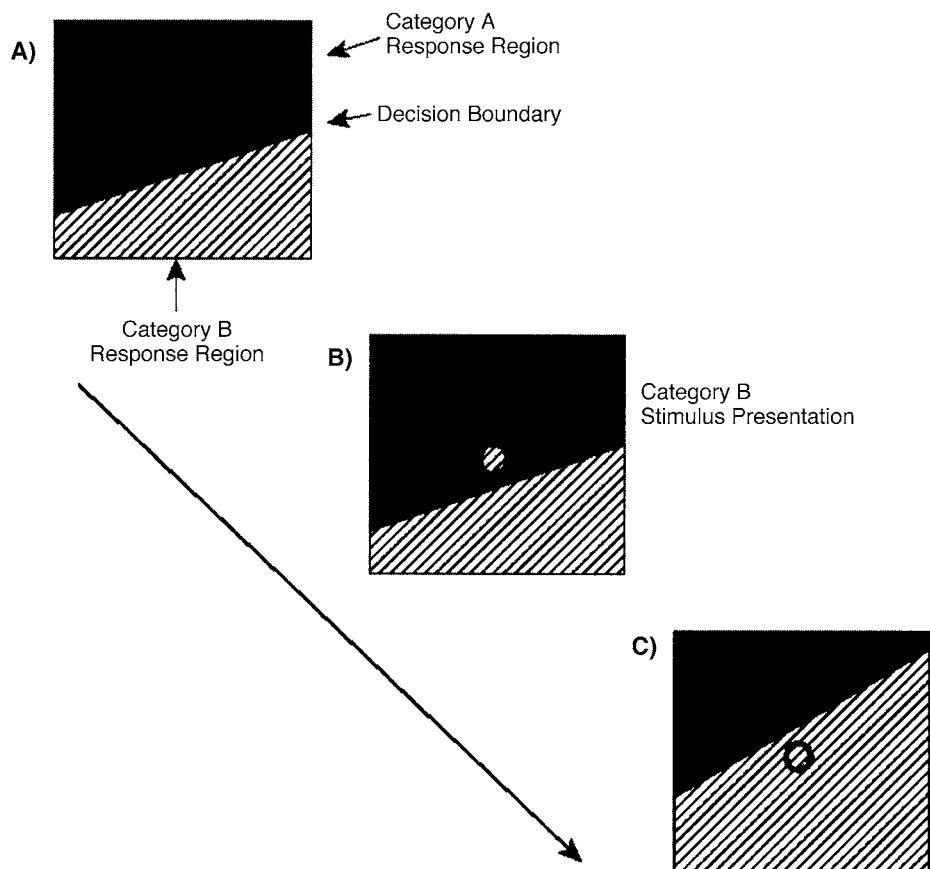 A)
Category A
Response Region
Decision Boundary
Category B
Response Region
B)
Category B
Stimulus Presentation
C)